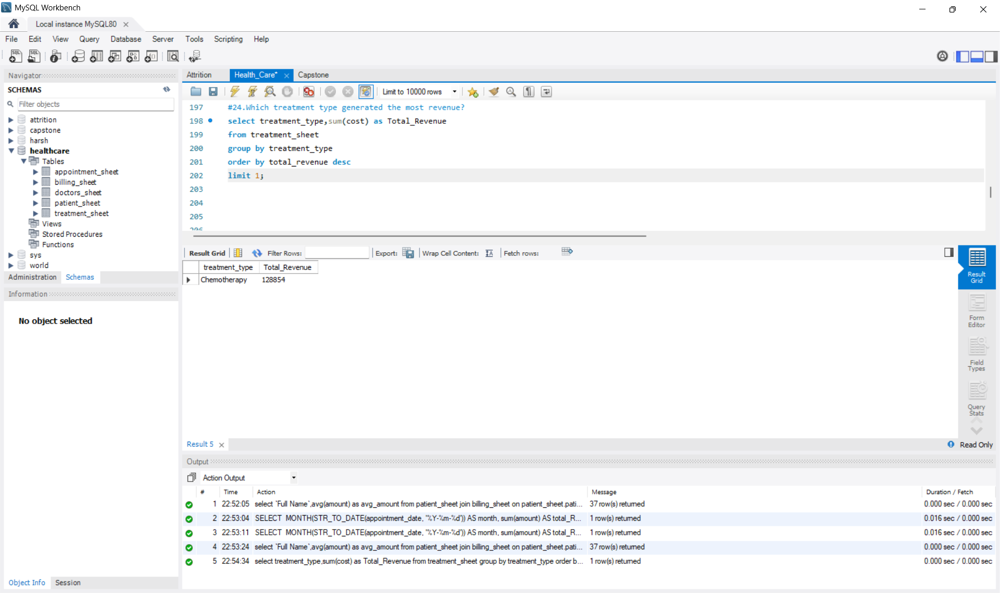 MySQL Workbench
Local instance MySQL80
File Edit View Query Database Server Tools Scripting Help
Navigator
SCHEMAS
Filter objects
attrition
capstone
harsh
healthcare
Tables
appointment_sheet
billing_sheet
doctors_sheet
patient_sheet
treatment_sheet
Views
Stored Procedures
Functions
sys
world
Administration Schemas
Information
No object selected
Object Info Session
Attrition Health_Care* Capstone
Limit to 10000 rows
197 #24.Which treatment type generated the most revenue?
198 select treatment_type,sum(cost) as Total_Revenue
199 from treatment_sheet
200 group by treatment_type
201 order by total_revenue desc
202 limit 1;
203
204
205
206
Result Grid Filter Rows: Export: Wrap Cell Content: Fetch rows:
treatment_type Total_Revenue
Chemotherapy 128854
Result
Grid
Form
Editor
Field
Types
Query
Stats
Result 5
Read Only
Output
Action Output
# Time Action Message Duration / Fetch
1 22:52:05 select `Full Name`,avg(amount) as avg_amount from patient_sheet join billing_sheet on patient_sheet.pati... 37 row(s) returned 0.000 sec / 0.000 sec
2 22:53:04 SELECT MONTH(STR_TO_DATE(appointment_date, '%Y-%m-%d')) AS month, sum(amount) AS total_R... 1 row(s) returned 0.016 sec / 0.000 sec
3 22:53:11 SELECT MONTH(STR_TO_DATE(appointment_date, '%Y-%m-%d')) AS month, sum(amount) AS total_R... 1 row(s) returned 0.016 sec / 0.000 sec
4 22:53:24 select `Full Name`,avg(amount) as avg_amount from patient_sheet join billing_sheet on patient_sheet.pati... 37 row(s) returned 0.000 sec / 0.000 sec
5 22:54:34 select treatment_type,sum(cost) as Total_Revenue from treatment_sheet group by treatment_type order b... 1 row(s) returned 0.000 sec / 0.000 sec